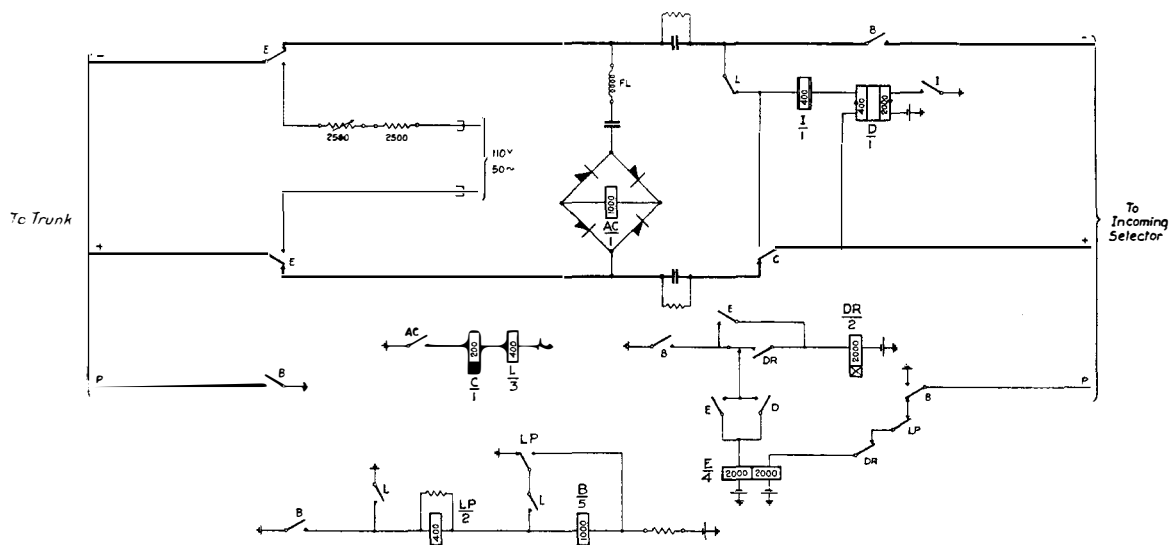 B
-
E
-
L
FL
400
I
1
400
2000
D
1
I
2500
2500
110V
50~
To Trunk
1000
AC
1
To
Incoming
Selector
+
E
C
+
AC
200
C
1
400
L
3
E
B
DR
DR
2
2000
P
B
E
D
B
P
LP
DR
E
4
2000
2000
LP
L
L
B
LP
2
400
B
5
1000